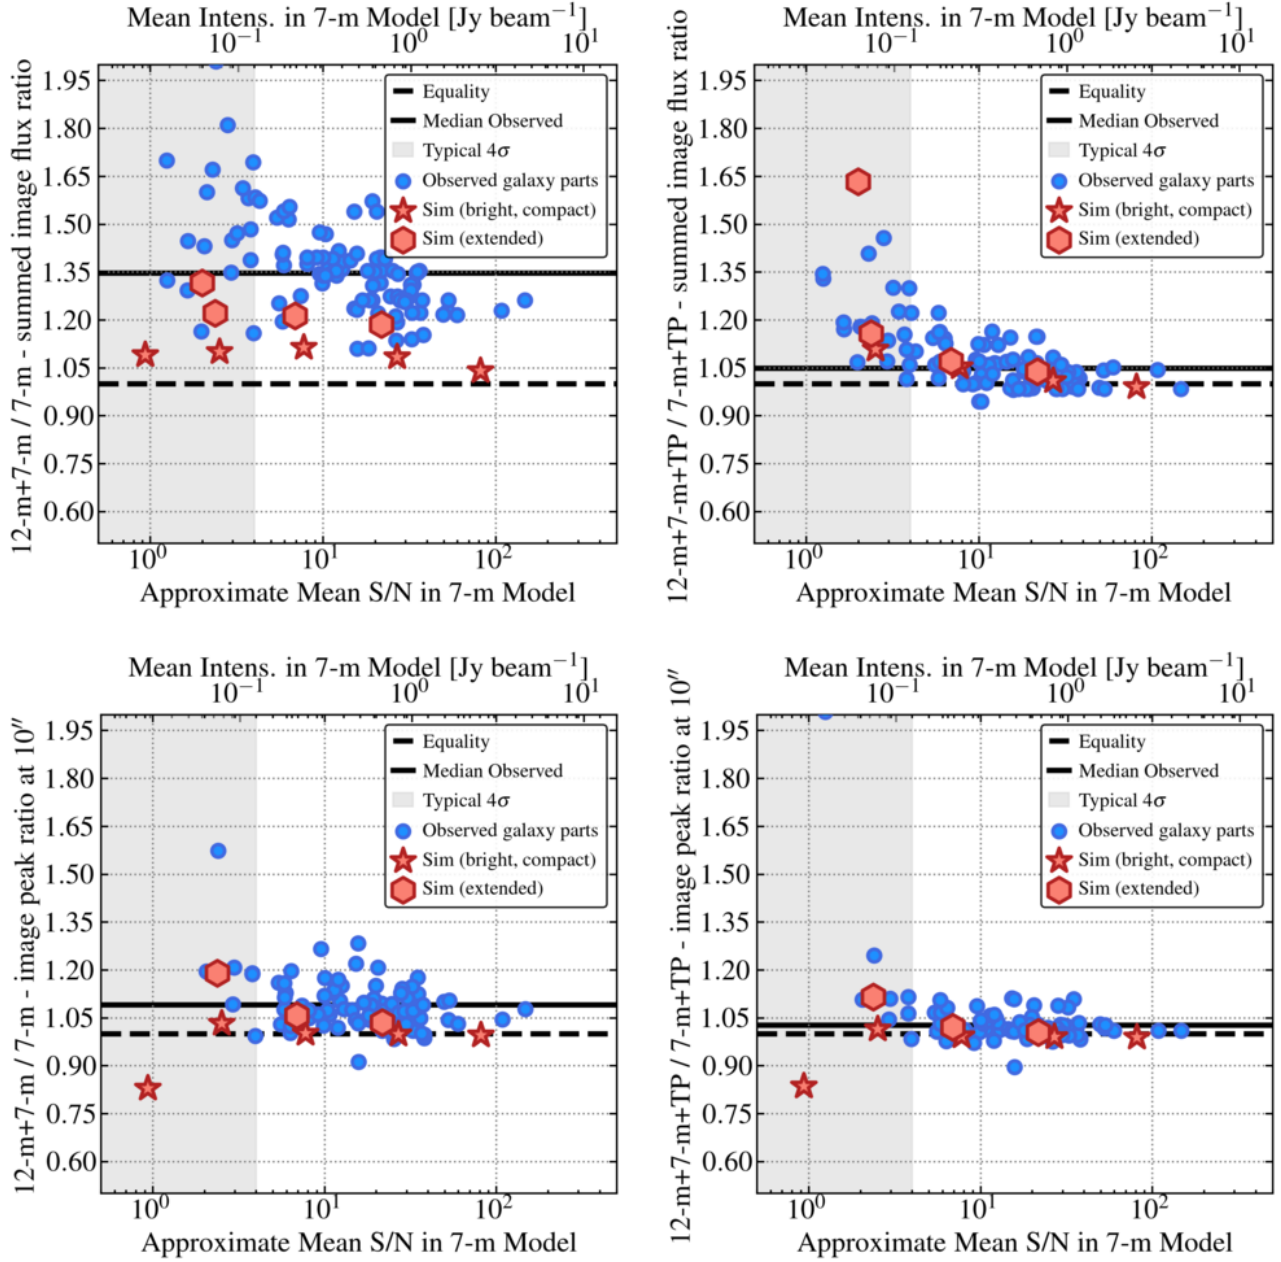 Mean Intens. in 7-m Model [Jy beam⁻¹]
10⁻¹ 10⁰ 10¹
12-m+7-m / 7-m - summed image flux ratio
1.95
1.80
1.65
1.50
1.35
1.20
1.05
0.90
0.75
0.60
Equality
Median Observed
Typical 4σ
Observed galaxy parts
Sim (bright, compact)
Sim (extended)
10⁰ 10¹ 10²
Approximate Mean S/N in 7-m Model
Mean Intens. in 7-m Model [Jy beam⁻¹]
10⁻¹ 10⁰ 10¹
12-m+7-m+TP / 7-m+TP - summed image flux ratio
1.95
1.80
1.65
1.50
1.35
1.20
1.05
0.90
0.75
0.60
Equality
Median Observed
Typical 4σ
Observed galaxy parts
Sim (bright, compact)
Sim (extended)
10⁰ 10¹ 10²
Approximate Mean S/N in 7-m Model
Mean Intens. in 7-m Model [Jy beam⁻¹]
10⁻¹ 10⁰ 10¹
12-m+7-m / 7-m - image peak ratio at 10″
1.95
1.80
1.65
1.50
1.35
1.20
1.05
0.90
0.75
0.60
Equality
Median Observed
Typical 4σ
Observed galaxy parts
Sim (bright, compact)
Sim (extended)
10⁰ 10¹ 10²
Approximate Mean S/N in 7-m Model
Mean Intens. in 7-m Model [Jy beam⁻¹]
10⁻¹ 10⁰ 10¹
12-m+7-m+TP / 7-m+TP - image peak ratio at 10″
1.95
1.80
1.65
1.50
1.35
1.20
1.05
0.90
0.75
0.60
Equality
Median Observed
Typical 4σ
Observed galaxy parts
Sim (bright, compact)
Sim (extended)
10⁰ 10¹ 10²
Approximate Mean S/N in 7-m Model